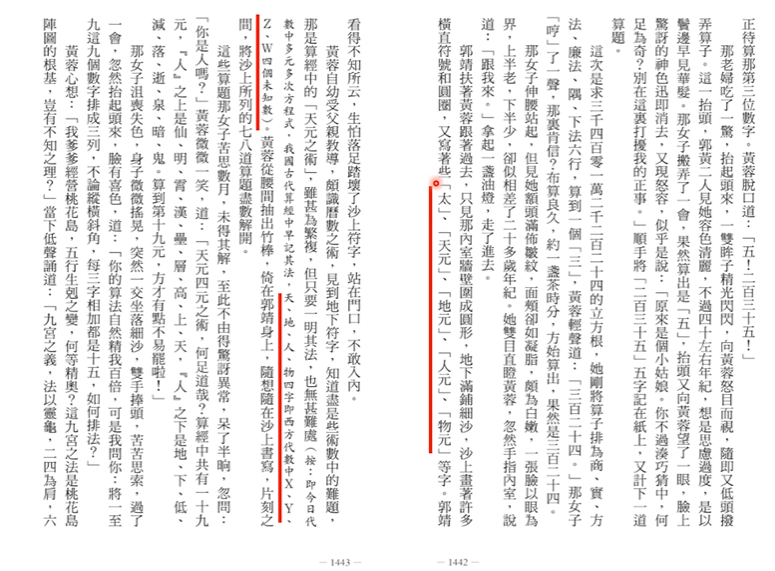 正待算那第三位數字。黃蓉脫口道：「五！二百三十五！」
那老婦吃了一驚，抬起頭來，一雙眸子精光閃閃，向黃蓉怒目而視，隨即又低頭撥
弄算子。這一抬頭，郭黃二人見她容色清麗，不過四十左右年紀，想是思慮過度，是以
鬢邊早見華髮。那女子搬弄了一會，果然算出是「五」，抬頭又向黃蓉望了一眼，臉上
驚訝的神色迅即消去，又現怒容，似乎是說：「原來是個小姑娘。你不過湊巧猜中，何
足為奇？別在這裏打擾我的正事。」順手將「二百三十五」五字記在紙上，又計下一道
算題。
這次是求三千四百零一萬二千二百二十四的立方根，她剛將算子排為商、實、方
法、廉法、隅、下法六行，算到一個「三」，黃蓉輕聲道：「三百二十四。」那女子
「哼」了一聲，那裏肯信？布算良久，約一盞茶時分，方始算出，果然是三百二十四。
那女子伸腰站起，但見她額頭滿佈皺紋，面頰卻如凝脂，頗為白嫩，一張臉以眼為
界，上半老，下半少，卻似相差了二十多歲年紀。她雙目直瞪黃蓉，忽然手指內室，說
道：「跟我來。」拿起一盞油燈，走了進去。
郭靖扶著黃蓉跟著過去，只見那內室牆壁圍成圓形，地下滿鋪細沙，沙上畫著許多
橫直符號和圓圈，又寫著些「太」、「天元」、「地元」、「人元」、「物元」等字。郭靖
— 1442 —
看得不知所云，生怕落足踏壞了沙上符字，站在門口，不敢入內。
黃蓉自幼受父親教導，頗識曆數之術，見到地下符字，知道盡是些術數中的難題，
那是算經中的「天元之術」，雖甚為繁複，但只要一明其法，也無甚難處（按：即今日代
數中多元多次方程式，我國古代算經中早記其法，天、地、人、物四字即西方代數中X、Y、
Z、W四個未知數）。黃蓉從腰間抽出竹棒，倚在郭靖身上，隨想隨在沙上書寫，片刻之
間，將沙上所列的七八道算題盡數解開。
這些算題那女子苦思數月，未得其解，至此不由得驚訝異常，呆了半晌，忽問：
「你是人嗎？」黃蓉微微一笑，道：「天元四元之術，何足道哉？算經中共有一十九
元，『人』之上是仙、明、霄、漢、壘、層、高、上、天，『人』之下是地、下、低、
減、落、逝、泉、暗、鬼。算到第十九元，方才有點不易罷啦！」
那女子沮喪失色，身子微微搖晃，突然一交坐落細沙，雙手捧頭，苦苦思索，過了
一會，忽然抬起頭來，臉有喜色，道：「你的算法自然精我百倍，可是我問你：將一至
九這九個數字排成三列，不論縱橫斜角，每三字相加都是十五，如何排法？」
黃蓉心想：「我爹爹經營桃花島，五行生剋之變，何等精奧？這九宮之法是桃花島
陣圖的根基，豈有不知之理？」當下低聲誦道：「九宮之義，法以靈龜，二四為肩，六
— 1443 —